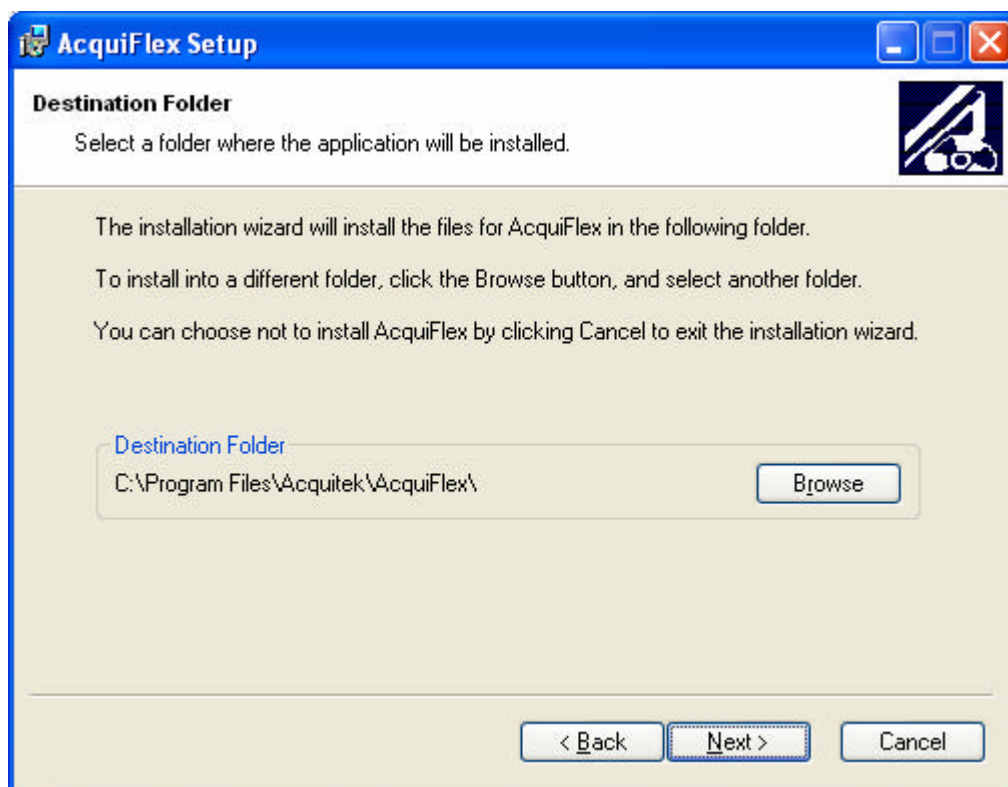 AcquiFlex Setup
Destination Folder
Select a folder where the application will be installed.
The installation wizard will install the files for AcquiFlex in the following folder.
To install into a different folder, click the Browse button, and select another folder.
You can choose not to install AcquiFlex by clicking Cancel to exit the installation wizard.
Destination Folder
C:\Program Files\Acquitek\AcquiFlex\
Browse
< Back
Next >
Cancel